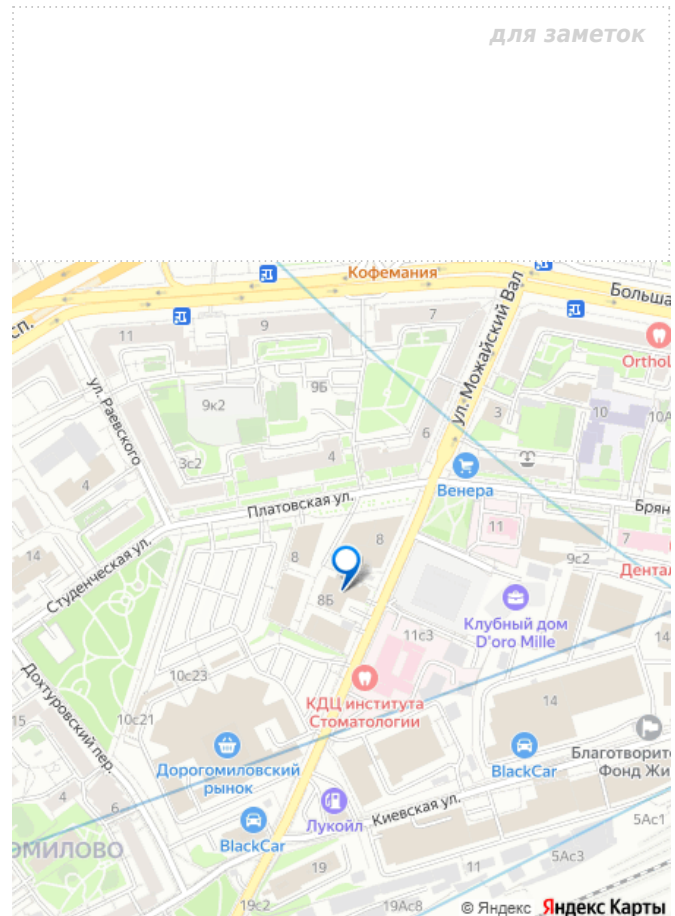 для заметок
Кофемания
Больша
СП.
11
9
7
ул. Можайский Вал
Orthol
ул. Раевского
9к2
9Б
3
10
10А
6
3с2
4
4
Венера
Платовская ул.
Брян
11
7
14
8
8
9с2
Дентал
Студенческая ул.
8Б
Клубный дом
D'oro Mille
11с3
14
10с23
Дохтуровский пер.
КДЦ института
Стоматологии
14
15
10с21
Благотворит
Фонд Жи
Дорогомиловский
рынок
BlackCar
4
6
Лукойл
Киевская ул.
5Ас1
BlackCar
ОМИЛОВО
5Ас3
19
11
19с2
19Ас8
© Яндекс Яндекс Карты